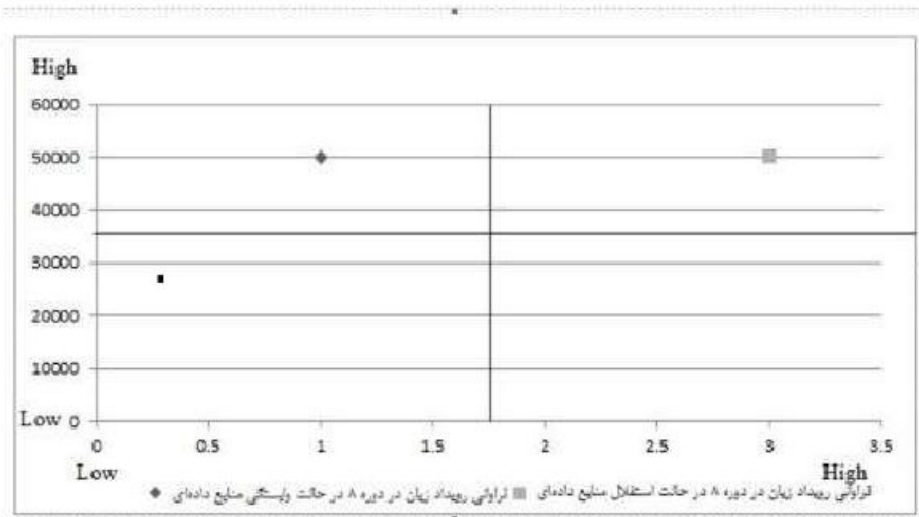 High
60000
50000
40000
30000
20000
10000
Low 0
0 0.5 1 1.5 2 2.5 3 3.5
Low High
فراوانی رویداد زیان در دوره ۸ در حالت استقلال منابع داده‌ای فراوانی رویداد زیان در دوره ۸ در حالت وابستگی منابع داده‌ای